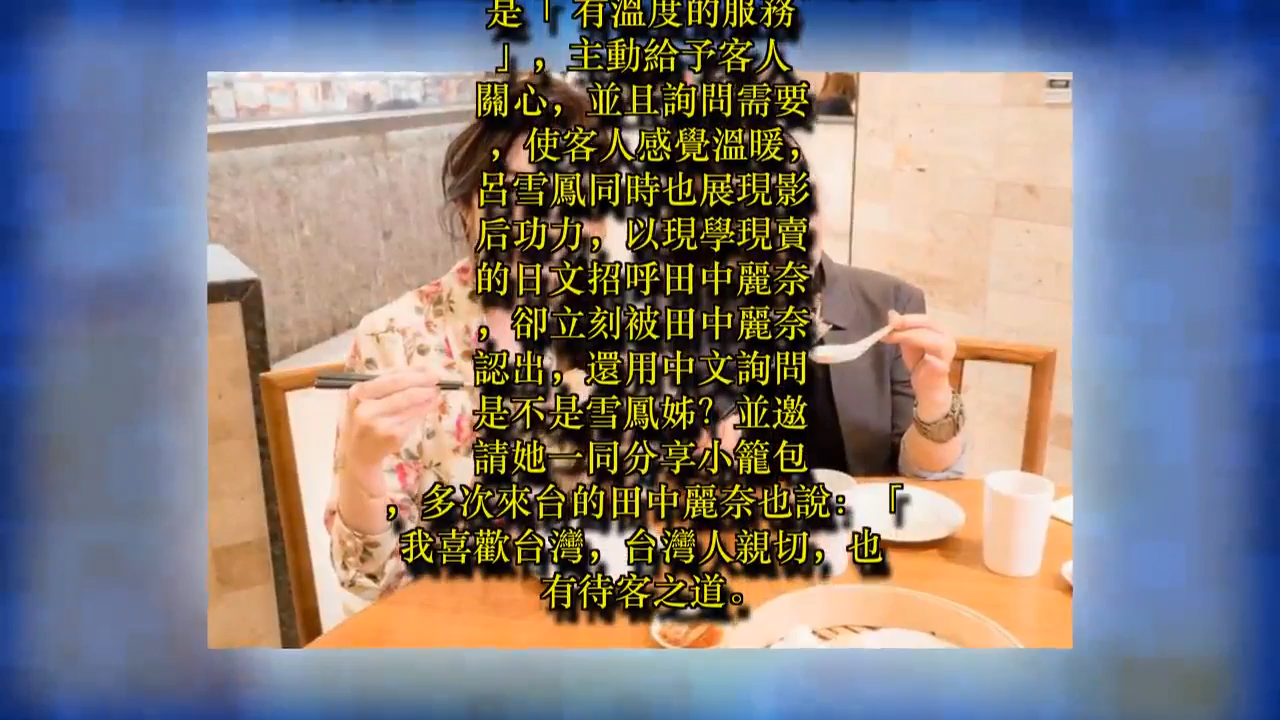 是「 有溫度的服務
」，主動給予客人
關心，並且詢問需要
，使客人感覺溫暖，
呂雪鳳同時也展現影
后功力，以現學現賣
的日文招呼田中麗奈
，卻立刻被田中麗奈
認出，還用中文詢問
是不是雪鳳姊？並邀
請她一同分享小籠包
，多次來台的田中麗奈也說：「
我喜歡台灣，台灣人親切，也
有待客之道。